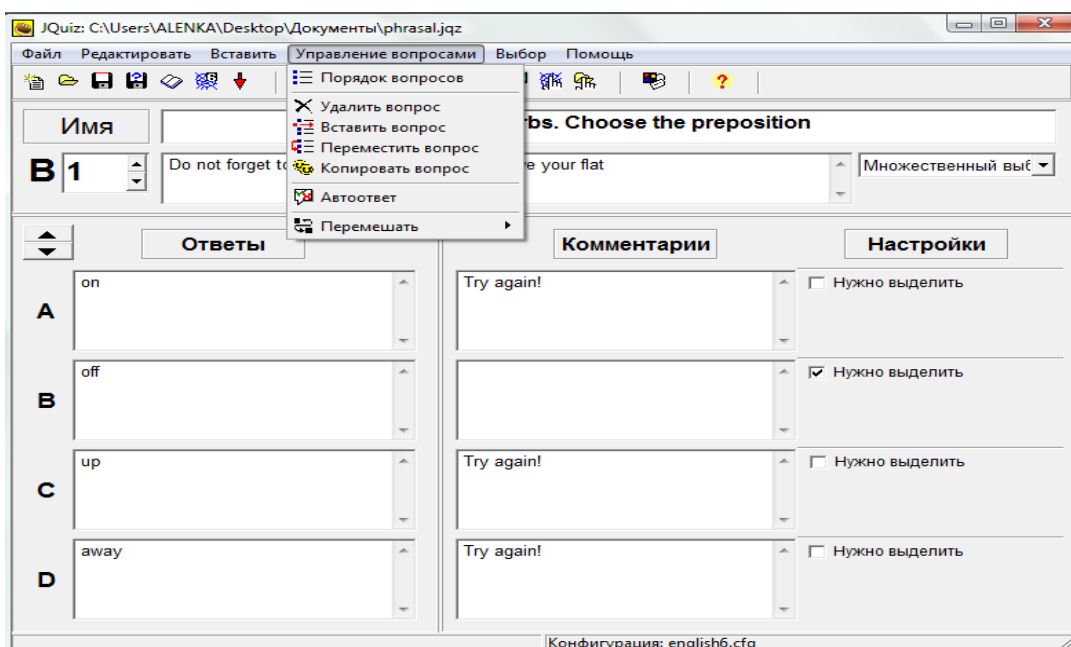 JQuiz: C:\Users\ALENKA\Desktop\Документы\phrasal.jqz
Файл Редактировать Вставить Управление вопросами Выбор Помощь
Порядок вопросов
Удалить вопрос
Вставить вопрос
Переместить вопрос
Копировать вопрос
Автоответ
Перемешать
Имя
rbs. Choose the preposition
В 1
Do not forget to
e your flat
Множественный выб
Ответы Комментарии Настройки
A on Try again! Нужно выделить
B off Нужно выделить
C up Try again! Нужно выделить
D away Try again! Нужно выделить
Конфигурация: english6.cfg